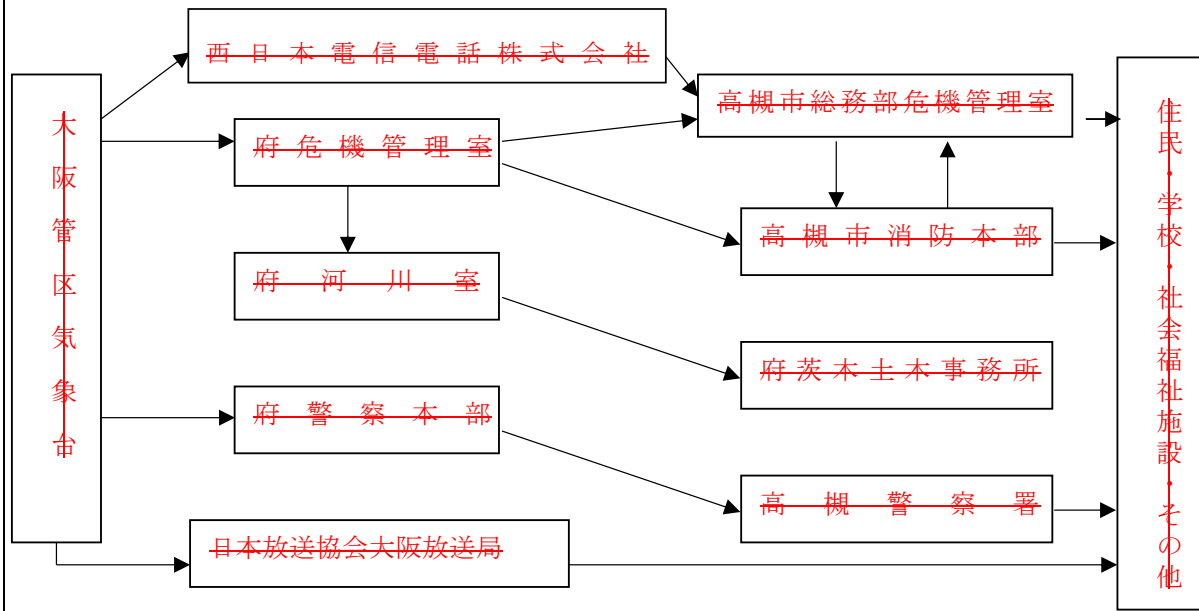 大阪管区気象台
西日本電信電話株式会社
府危機管理室
府河川室
府警察本部
日本放送協会大阪放送局
高槻市総務部危機管理室
高槻市消防本部
府茨木土木事務所
高槻警察署
住民・学校・社会福祉施設・その他